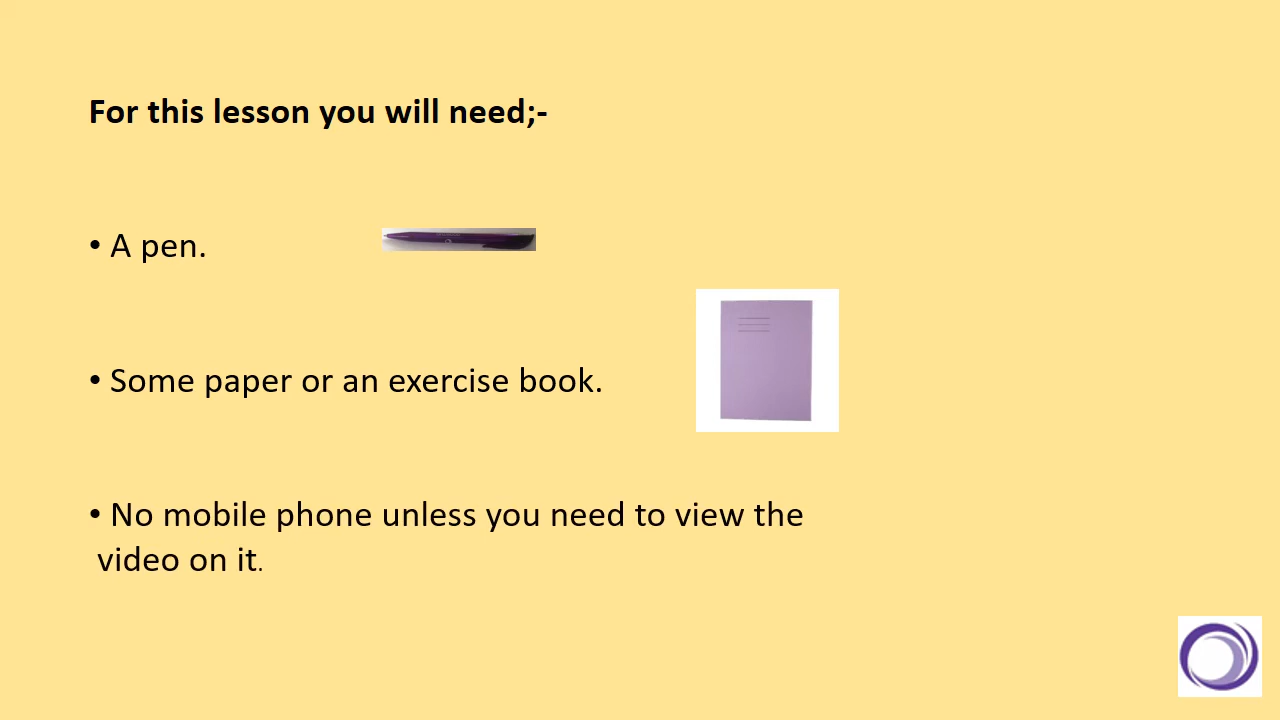 For this lesson you will need;-
• A pen.
• Some paper or an exercise book.
• No mobile phone unless you need to view the
video on it.